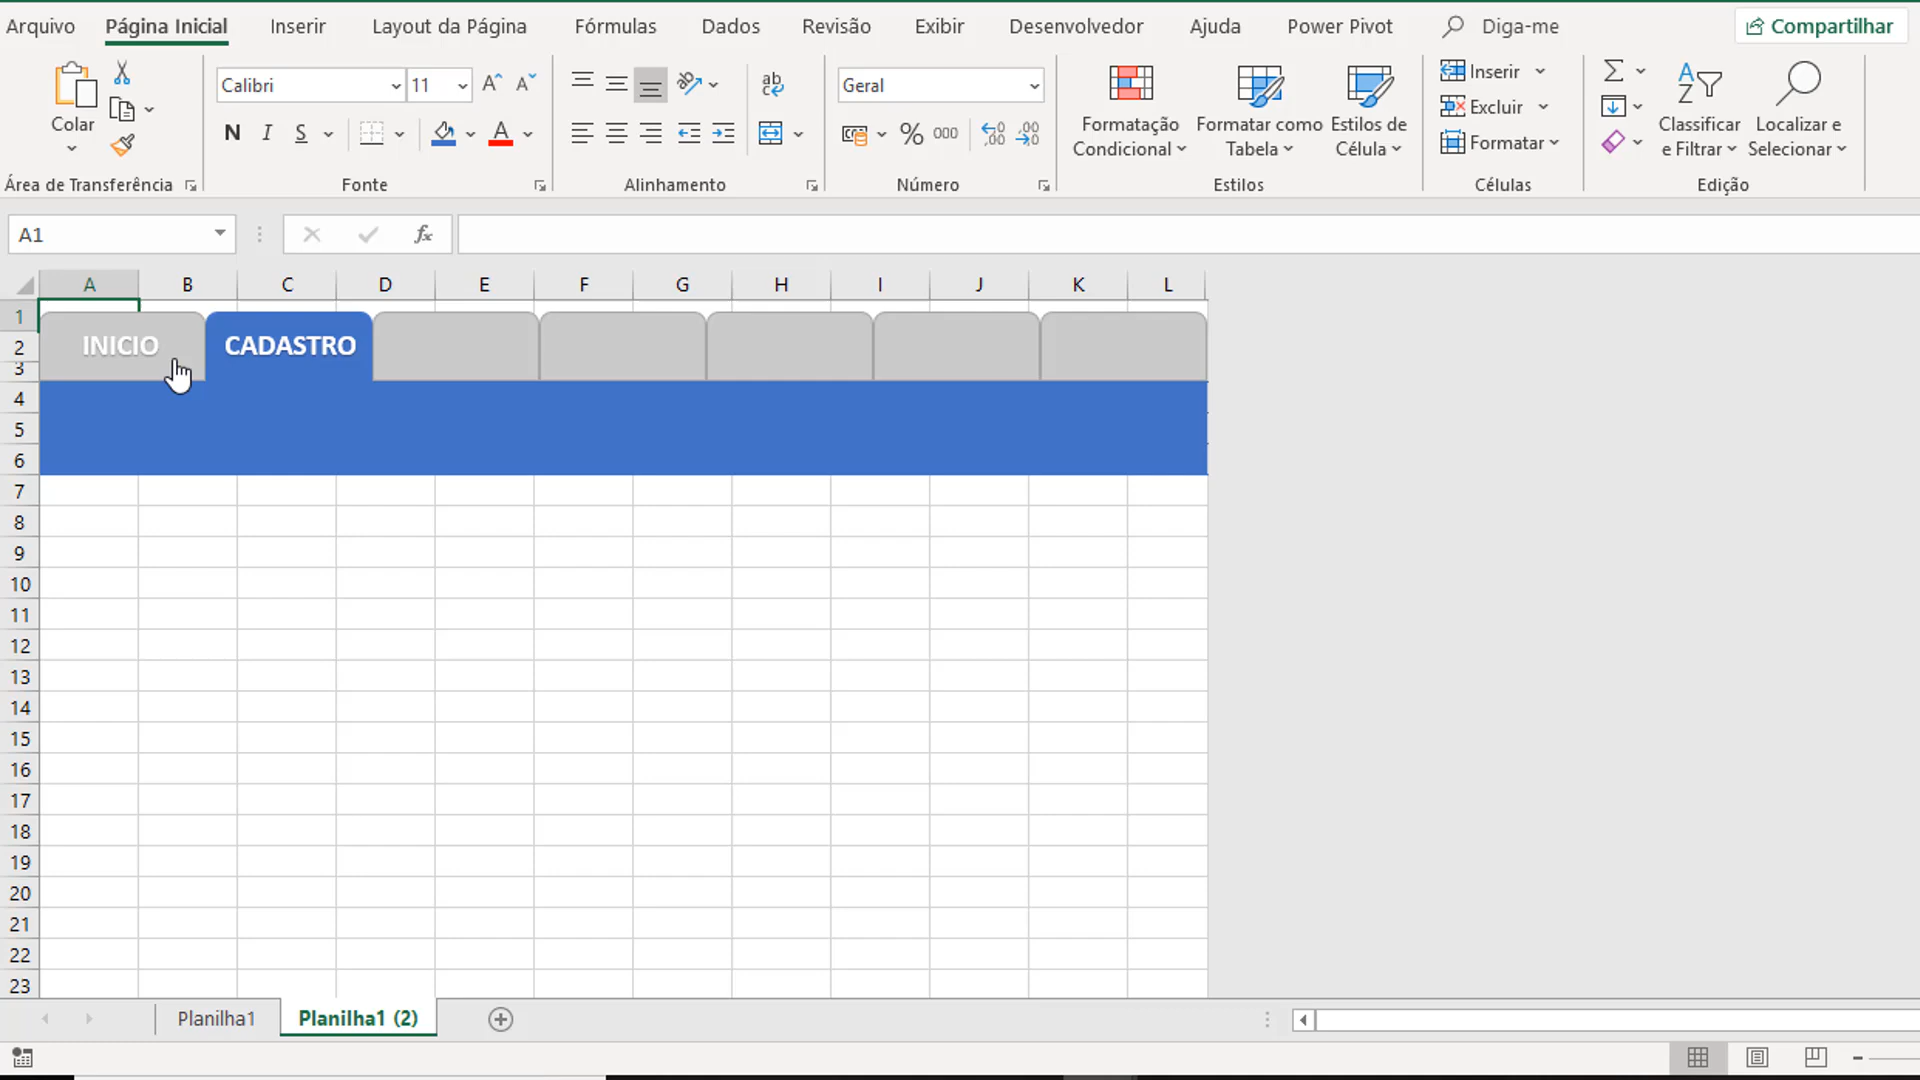 Arquivo Página Inicial Inserir Layout da Página Fórmulas Dados Revisão Exibir Desenvolvedor Ajuda Power Pivot Diga-me Compartilhar
Colar
Calibri 11
N I S A
ab
Geral
% 000
Formatação Condicional
Formatar como Tabela
Estilos de Célula
Inserir
Excluir
Formatar
Classificar e Filtrar
Localizar e Selecionar
Área de Transferência Fonte Alinhamento Número Estilos Células Edição
A1 fx
A B C D E F G H I J K L
1
2
3
4
5
6
7
8
9
10
11
12
13
14
15
16
17
18
19
20
21
22
23
INICIO CADASTRO
Planilha1 Planilha1 (2)